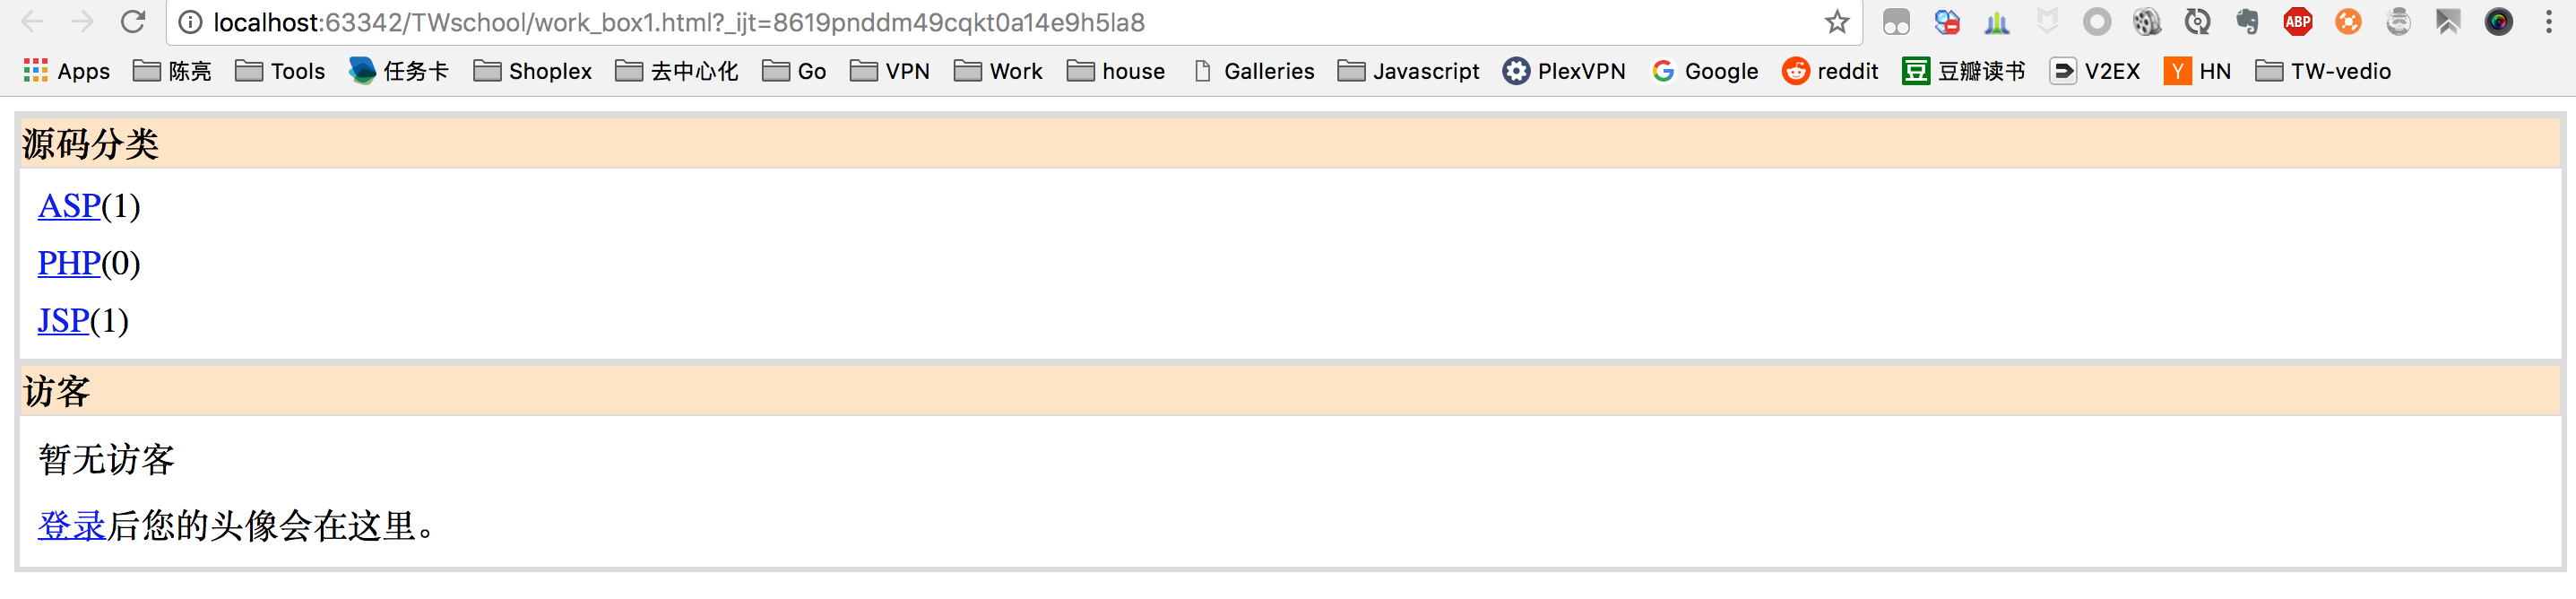 localhost:63342/TWschool/work_box1.html?_ijt=8619pnddm49cqkt0a14e9h5la8
ABP
Apps 陈亮 Tools 任务卡 Shoplex 去中心化 Go VPN Work house Galleries Javascript PlexVPN G Google reddit 豆 豆瓣读书 V2EX Y HN TW-vedio
源码分类
ASP(1)
PHP(0)
JSP(1)
访客
暂无访客
登录后您的头像会在这里。